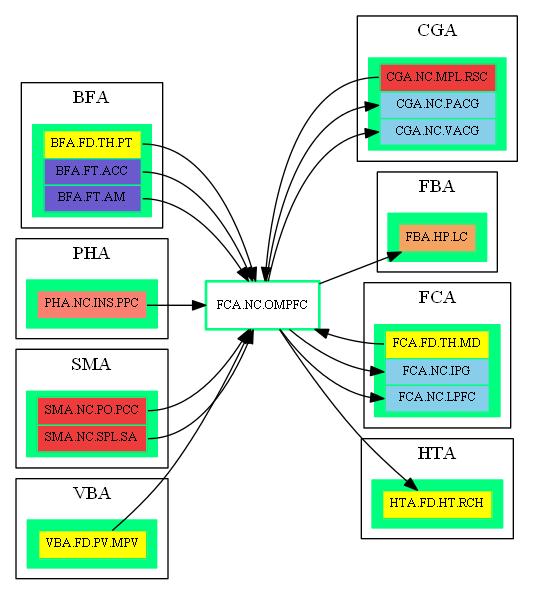 BFA
BFA.FD.TH.PT
BFA.FT.ACC
BFA.FT.AM
PHA
PHA.NC.INS.PPC
SMA
SMA.NC.PO.PCC
SMA.NC.SPL.SA
VBA
VBA.FD.PV.MPV
FCA.NC.OMPFC
CGA
CGA.NC.MPL.RSC
CGA.NC.PACG
CGA.NC.VACG
FBA
FBA.HP.LC
FCA
FCA.FD.TH.MD
FCA.NC.IPG
FCA.NC.LPFC
HTA
HTA.FD.HT.RCH